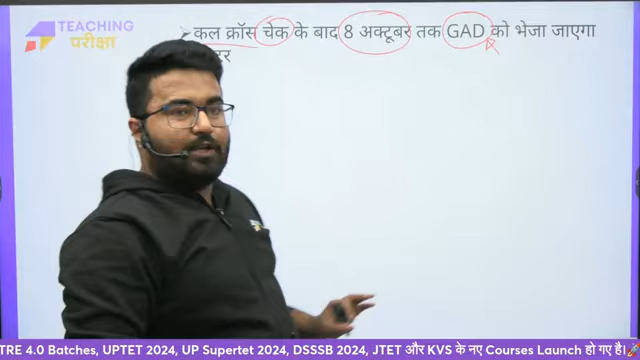 TEACHING
परीक्षा
कल क्रॉस चेक के बाद 8 अक्टूबर तक GAD को भेजा जाएगा
TRE 4.0 Batches, UPTET 2024, UP Supertet 2024, DSSSB 2024, JTET और KVS के नए Courses Launch हो गए है।